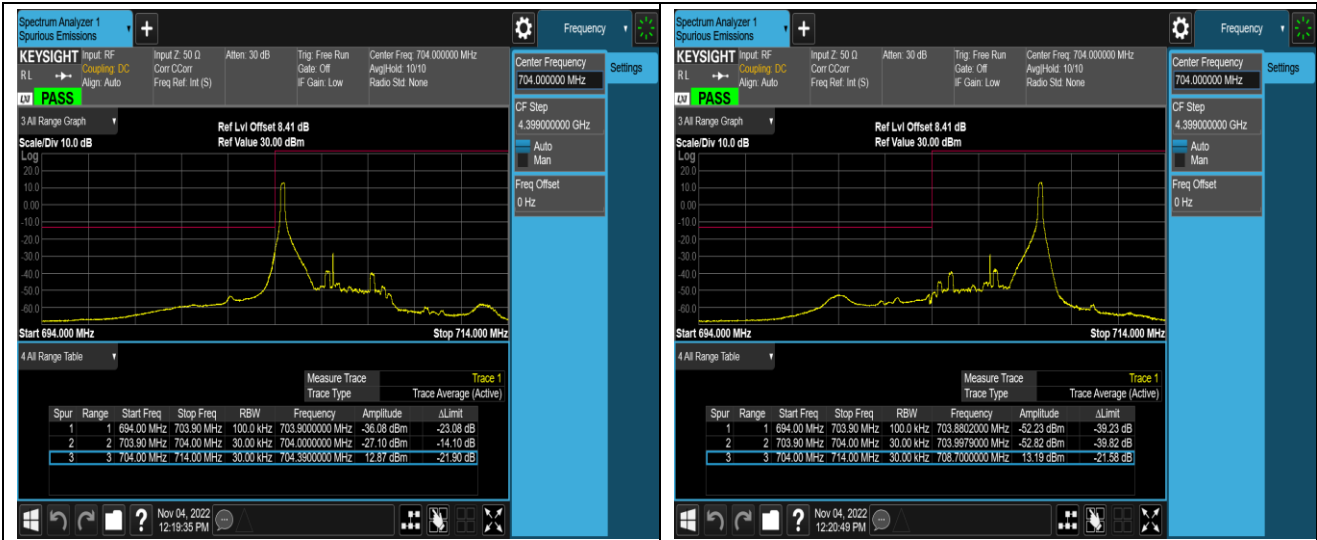 Spectrum Analyzer 1
Spurious Emissions
+
Frequency
KEYSIGHT
Input: RF
Coupling: DC
Align: Auto
Input Z: 50 Ω
Corr CCorr
Freq Ref: Int (S)
Atten: 30 dB
Trig: Free Run
Gate: Off
IF Gain: Low
Center Freq: 704.000000 MHz
Avg|Hold: 10/10
Radio Std: None
R L
LXI
PASS
Center Frequency
704.000000 MHz
Settings
CF Step
4.399000000 GHz
Auto
Man
Freq Offset
0 Hz
3 All Range Graph
Ref Lvl Offset 8.41 dB
Scale/Div 10.0 dB
Ref Value 30.00 dBm
Log
20.0
10.0
0.00
-10.0
-20.0
-30.0
-40.0
-50.0
-60.0
Start 694.000 MHz
Stop 714.000 MHz
4 All Range Table
Measure Trace Trace 1
Trace Type Trace Average (Active)
Spur Range Start Freq Stop Freq RBW Frequency Amplitude ΔLimit
1 1 694.00 MHz 703.90 MHz 100.0 kHz 703.9000000 MHz -36.08 dBm -23.08 dB
2 2 703.90 MHz 704.00 MHz 30.00 kHz 704.0000000 MHz -27.10 dBm -14.10 dB
3 3 704.00 MHz 714.00 MHz 30.00 kHz 704.3900000 MHz 12.87 dBm -21.90 dB
?
Nov 04, 2022
12:19:35 PM
Spectrum Analyzer 1
Spurious Emissions
+
Frequency
KEYSIGHT
Input: RF
Coupling: DC
Align: Auto
Input Z: 50 Ω
Corr CCorr
Freq Ref: Int (S)
Atten: 30 dB
Trig: Free Run
Gate: Off
IF Gain: Low
Center Freq: 704.000000 MHz
Avg|Hold: 10/10
Radio Std: None
R L
LXI
PASS
Center Frequency
704.000000 MHz
Settings
CF Step
4.399000000 GHz
Auto
Man
Freq Offset
0 Hz
3 All Range Graph
Ref Lvl Offset 8.41 dB
Scale/Div 10.0 dB
Ref Value 30.00 dBm
Log
20.0
10.0
0.00
-10.0
-20.0
-30.0
-40.0
-50.0
-60.0
Start 694.000 MHz
Stop 714.000 MHz
4 All Range Table
Measure Trace Trace 1
Trace Type Trace Average (Active)
Spur Range Start Freq Stop Freq RBW Frequency Amplitude ΔLimit
1 1 694.00 MHz 703.90 MHz 100.0 kHz 703.8802000 MHz -52.23 dBm -39.23 dB
2 2 703.90 MHz 704.00 MHz 30.00 kHz 703.9979000 MHz -52.82 dBm -39.82 dB
3 3 704.00 MHz 714.00 MHz 30.00 kHz 708.7000000 MHz 13.19 dBm -21.58 dB
?
Nov 04, 2022
12:20:49 PM